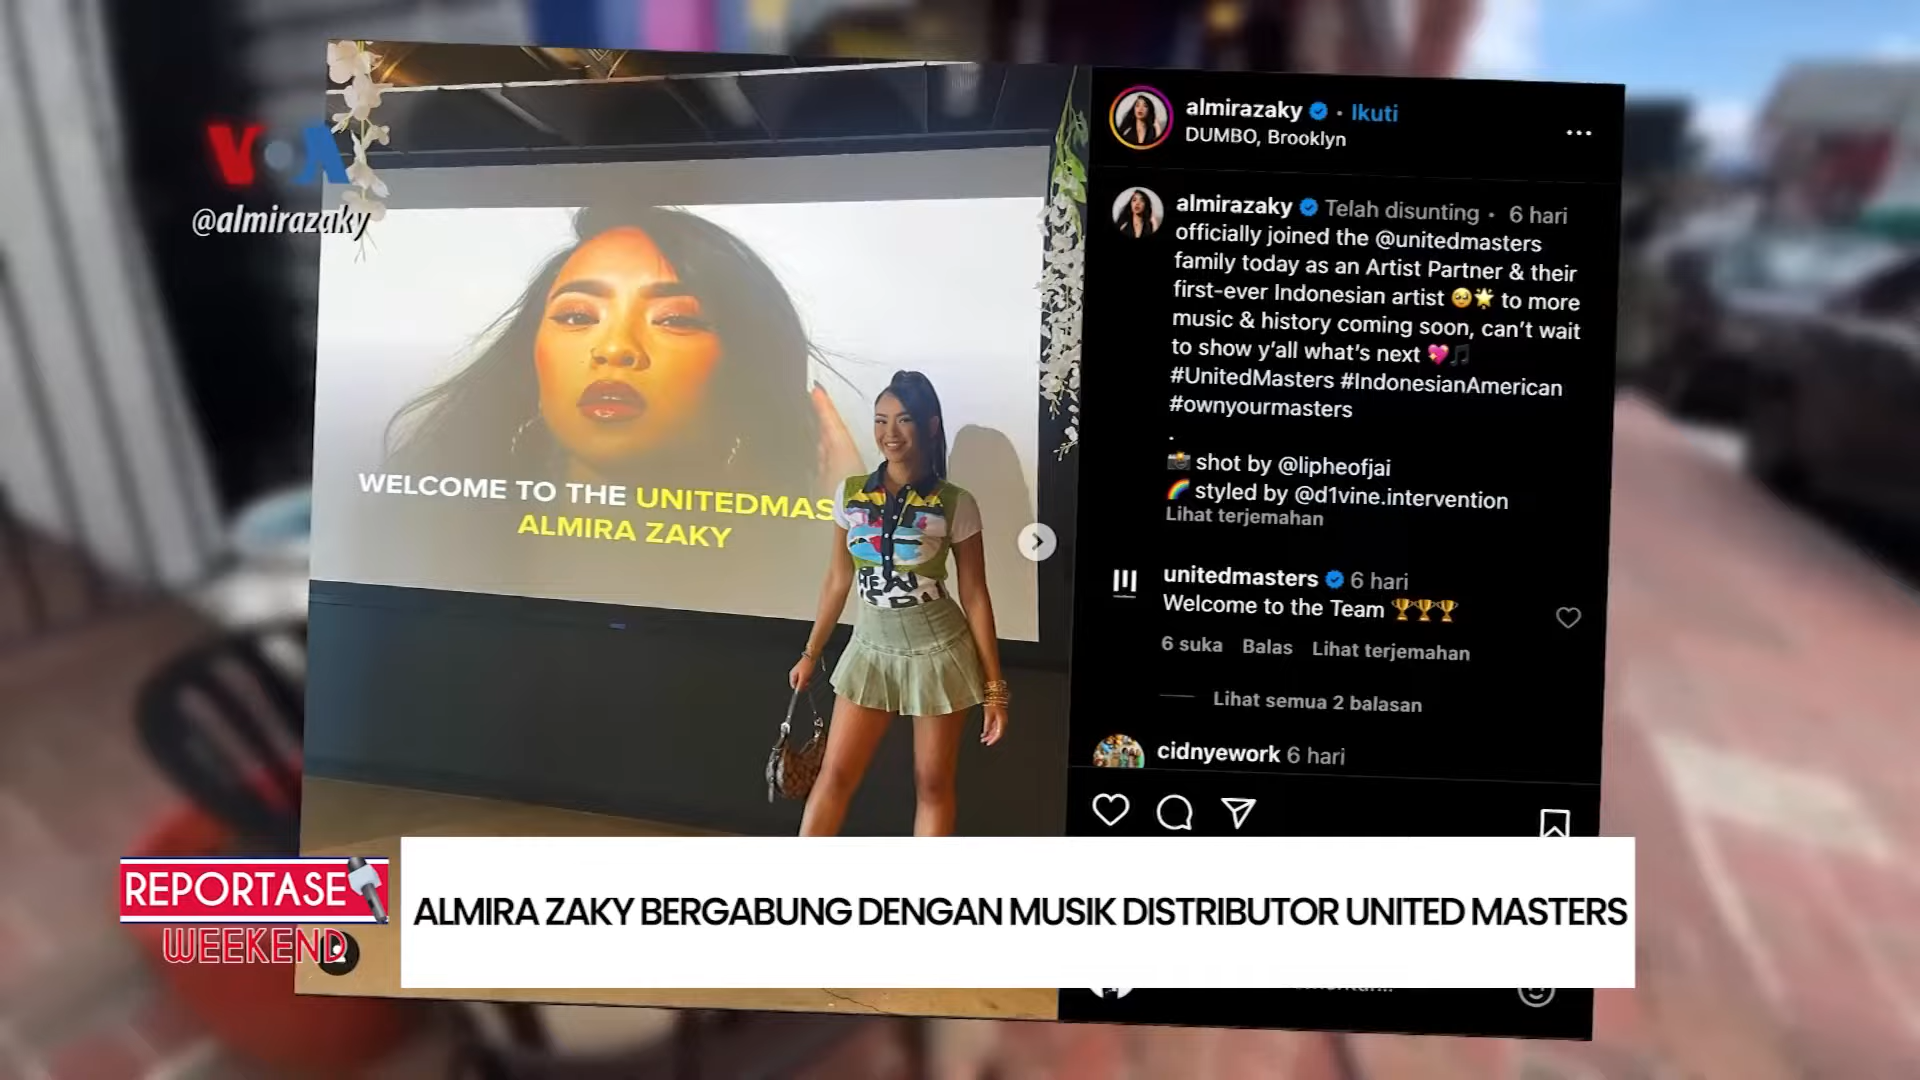 VOA
@almirazaky
WELCOME TO THE UNITEDMAS
ALMIRA ZAKY
almirazaky • Ikuti
DUMBO, Brooklyn
almirazaky Telah disunting • 6 hari
officially joined the @unitedmasters
family today as an Artist Partner & their
first-ever Indonesian artist 🥹🌟 to more
music & history coming soon, can't wait
to show y'all what's next 💖🎵
#UnitedMasters #IndonesianAmerican
#ownyourmasters
.
📸 shot by @lipheofjai
🌈 styled by @d1vine.intervention
Lihat terjemahan
unitedmasters 6 hari
Welcome to the Team 🏆🏆🏆
6 suka Balas Lihat terjemahan
Lihat semua 2 balasan
cidnyework 6 hari
REPORTASE
WEEKEND
ALMIRA ZAKY BERGABUNG DENGAN MUSIK DISTRIBUTOR UNITED MASTERS